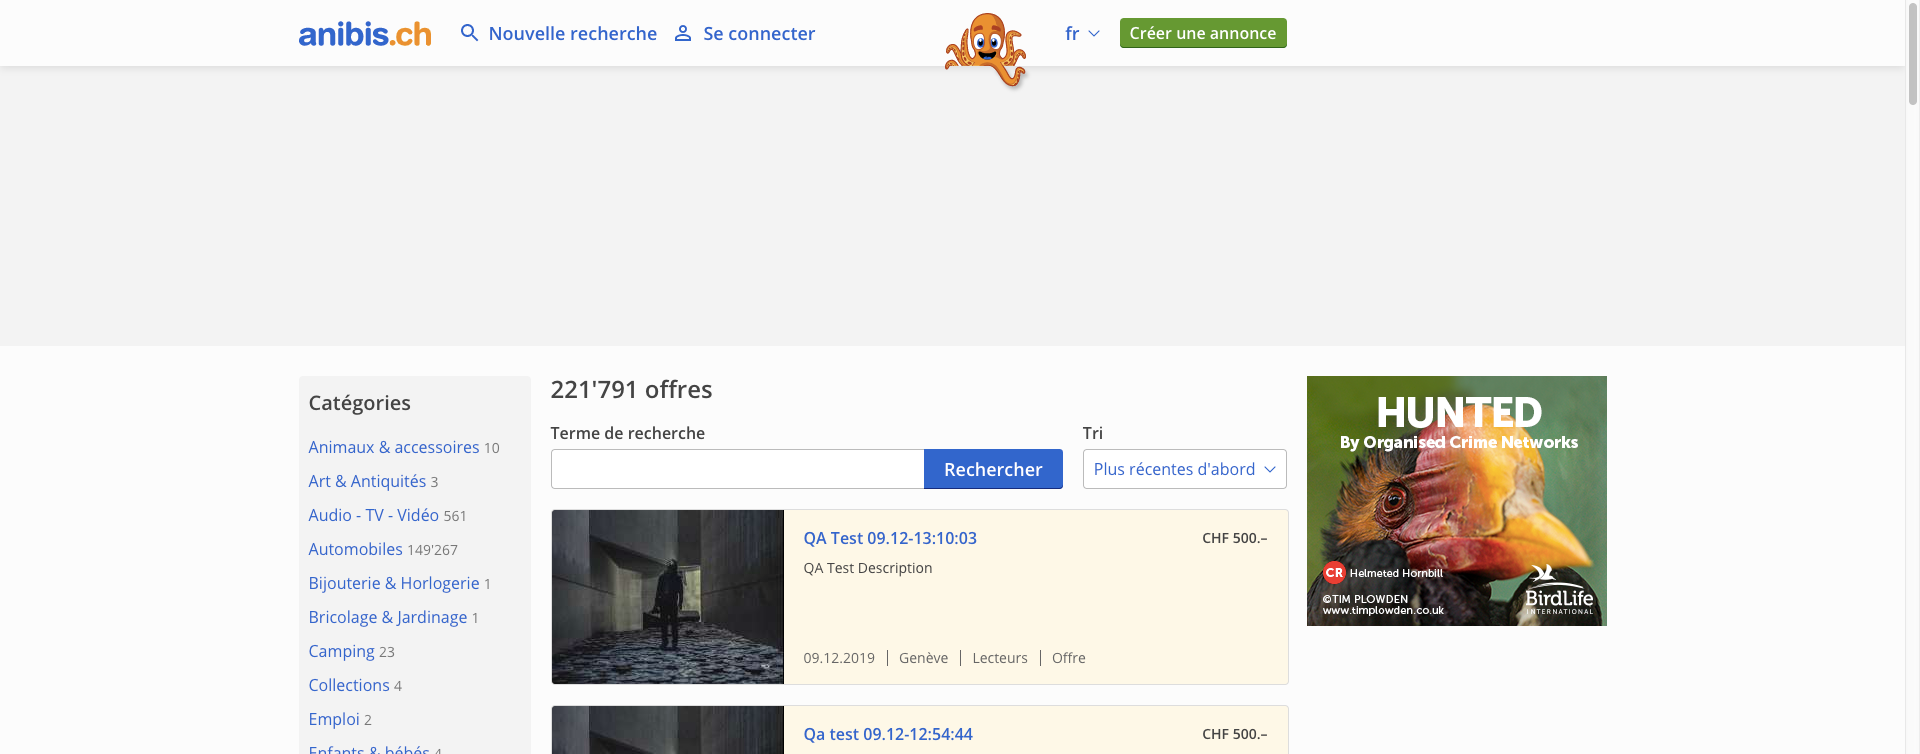 anibis.ch
Nouvelle recherche
Se connecter
fr
Créer une annonce
Catégories
Animaux & accessoires 10
Art & Antiquités 3
Audio - TV - Vidéo 561
Automobiles 149'267
Bijouterie & Horlogerie 1
Bricolage & Jardinage 1
Camping 23
Collections 4
Emploi 2
Enfants & bébés 4
221'791 offres
Terme de recherche
Rechercher
Tri
Plus récentes d'abord
QA Test 09.12-13:10:03
CHF 500.–
QA Test Description
09.12.2019 | Genève | Lecteurs | Offre
Qa test 09.12-12:54:44
CHF 500.–
HUNTED
By Organised Crime Networks
CR Helmeted Hornbill
©TIM PLOWDEN
www.timplowden.co.uk
BirdLife
INTERNATIONAL